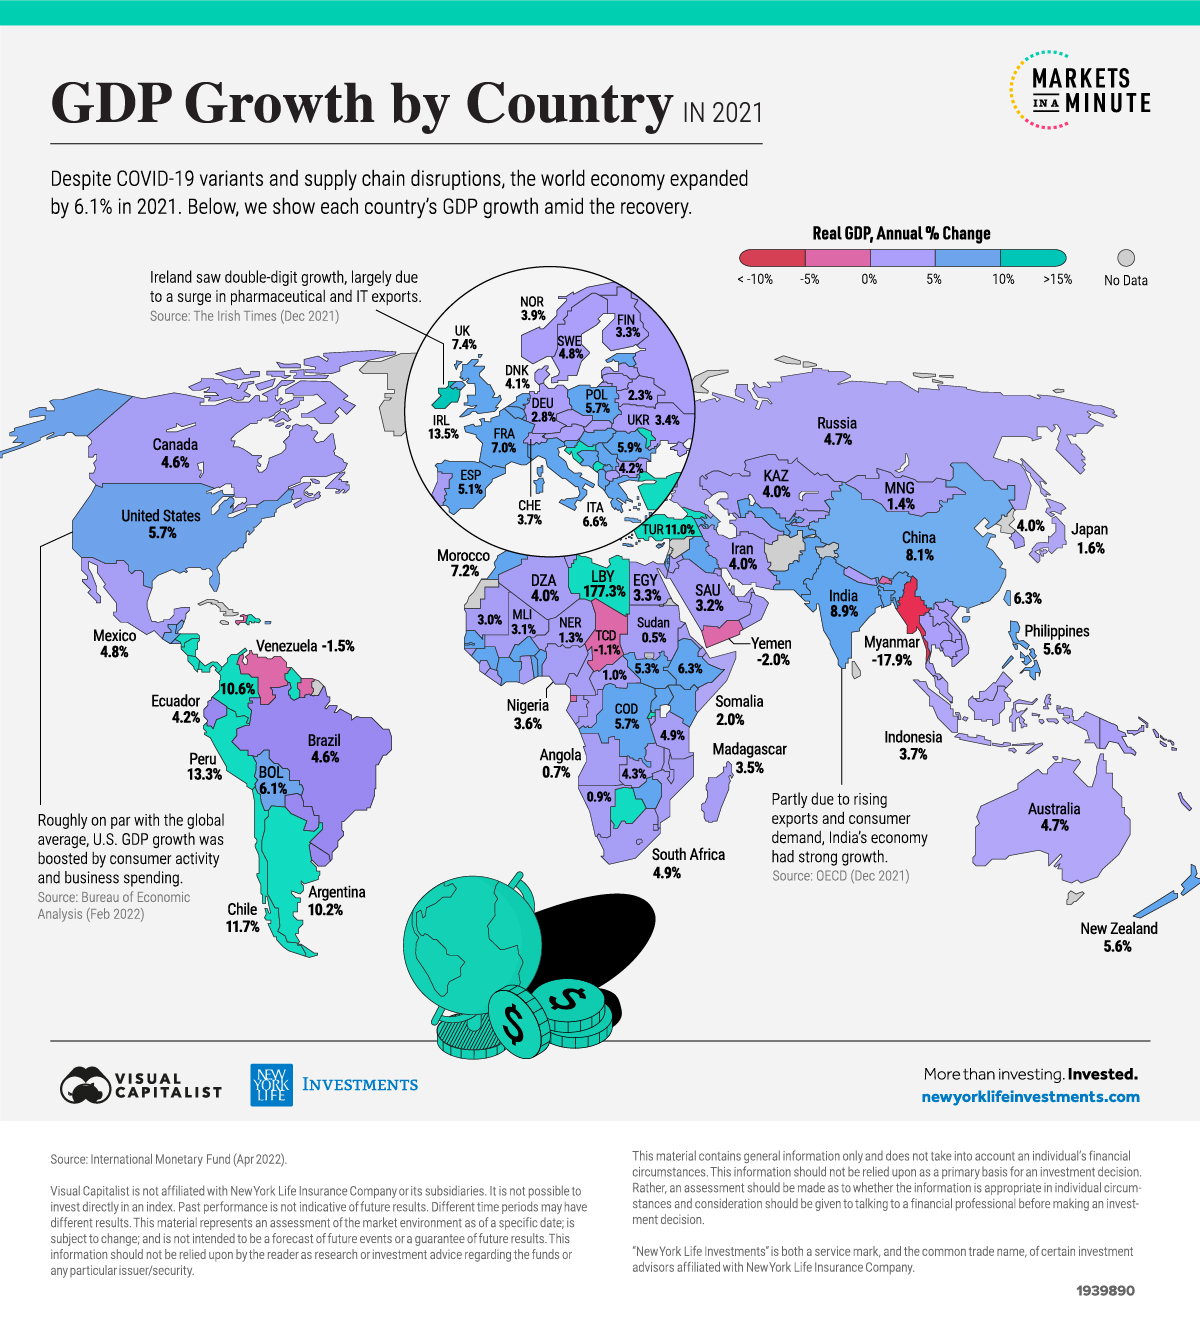 GDP Growth by Country IN 2021
MARKETS
IN A MINUTE
Despite COVID-19 variants and supply chain disruptions, the world economy expanded
by 6.1% in 2021. Below, we show each country's GDP growth amid the recovery.
Real GDP, Annual % Change
< -10%
-5%
0%
5%
10%
>15%
No Data
Ireland saw double-digit growth, largely due
to a surge in pharmaceutical and IT exports.
Source: The Irish Times (Dec 2021)
NOR
3.9%
FIN
3.3%
UK
7.4%
SWE
4.8%
DNK
4.1%
DEU
2.8%
POL
5.7%
2.3%
IRL
13.5%
FRA
7.0%
UKR 3.4%
5.9%
4.2%
ESP
5.1%
CHE
3.7%
ITA
6.6%
TUR 11.0%
Canada
4.6%
United States
5.7%
Russia
4.7%
KAZ
4.0%
MNG
1.4%
China
8.1%
4.0%
Japan
1.6%
Iran
4.0%
Morocco
7.2%
DZA
4.0%
LBY
177.3%
EGY
3.3%
SAU
3.2%
India
8.9%
6.3%
Mexico
4.8%
Venezuela -1.5%
3.0%
MLI
3.1%
NER
1.3%
TCD
-1.1%
Sudan
0.5%
Yemen
-2.0%
Myanmar
-17.9%
Philippines
5.6%
10.6%
1.0%
5.3%
6.3%
Ecuador
4.2%
Nigeria
3.6%
COD
5.7%
Somalia
2.0%
Brazil
4.6%
4.9%
Indonesia
3.7%
Peru
13.3%
BOL
6.1%
Angola
0.7%
4.3%
Madagascar
3.5%
0.9%
Partly due to rising
exports and consumer
demand, India's economy
had strong growth.
Source: OECD (Dec 2021)
Australia
4.7%
Roughly on par with the global
average, U.S. GDP growth was
boosted by consumer activity
and business spending.
Source: Bureau of Economic
Analysis (Feb 2022)
South Africa
4.9%
Argentina
10.2%
Chile
11.7%
New Zealand
5.6%
$
$
VISUAL
CAPITALIST
NEW
YORK
LIFE
INVESTMENTS
More than investing. Invested.
newyorklifeinvestments.com
Source: International Monetary Fund (Apr 2022).
Visual Capitalist is not affiliated with New York Life Insurance Company or its subsidiaries. It is not possible to
invest directly in an index. Past performance is not indicative of future results. Different time periods may have
different results. This material represents an assessment of the market environment as of a specific date; is
subject to change; and is not intended to be a forecast of future events or a guarantee of future results. This
information should not be relied upon by the reader as research or investment advice regarding the funds or
any particular issuer/security.
This material contains general information only and does not take into account an individual's financial
circumstances. This information should not be relied upon as a primary basis for an investment decision.
Rather, an assessment should be made as to whether the information is appropriate in individual circum-
stances and consideration should be given to talking to a financial professional before making an invest-
ment decision.
"New York Life Investments" is both a service mark, and the common trade name, of certain investment
advisors affiliated with New York Life Insurance Company.
1939890